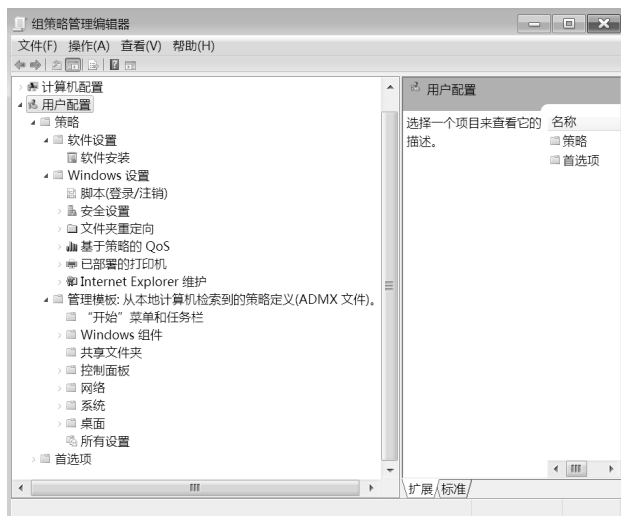 组策略管理编辑器
文件(F) 操作(A) 查看(V) 帮助(H)
计算机配置
用户配置
策略
软件设置
软件安装
Windows 设置
脚本(登录/注销)
安全设置
文件夹重定向
基于策略的 QoS
已部署的打印机
Internet Explorer 维护
管理模板: 从本地计算机检索到的策略定义(ADMX 文件)。
“开始”菜单和任务栏
Windows 组件
共享文件夹
控制面板
网络
系统
桌面
所有设置
首选项
用户配置
选择一个项目来查看它的
描述。
名称
策略
首选项
扩展 标准